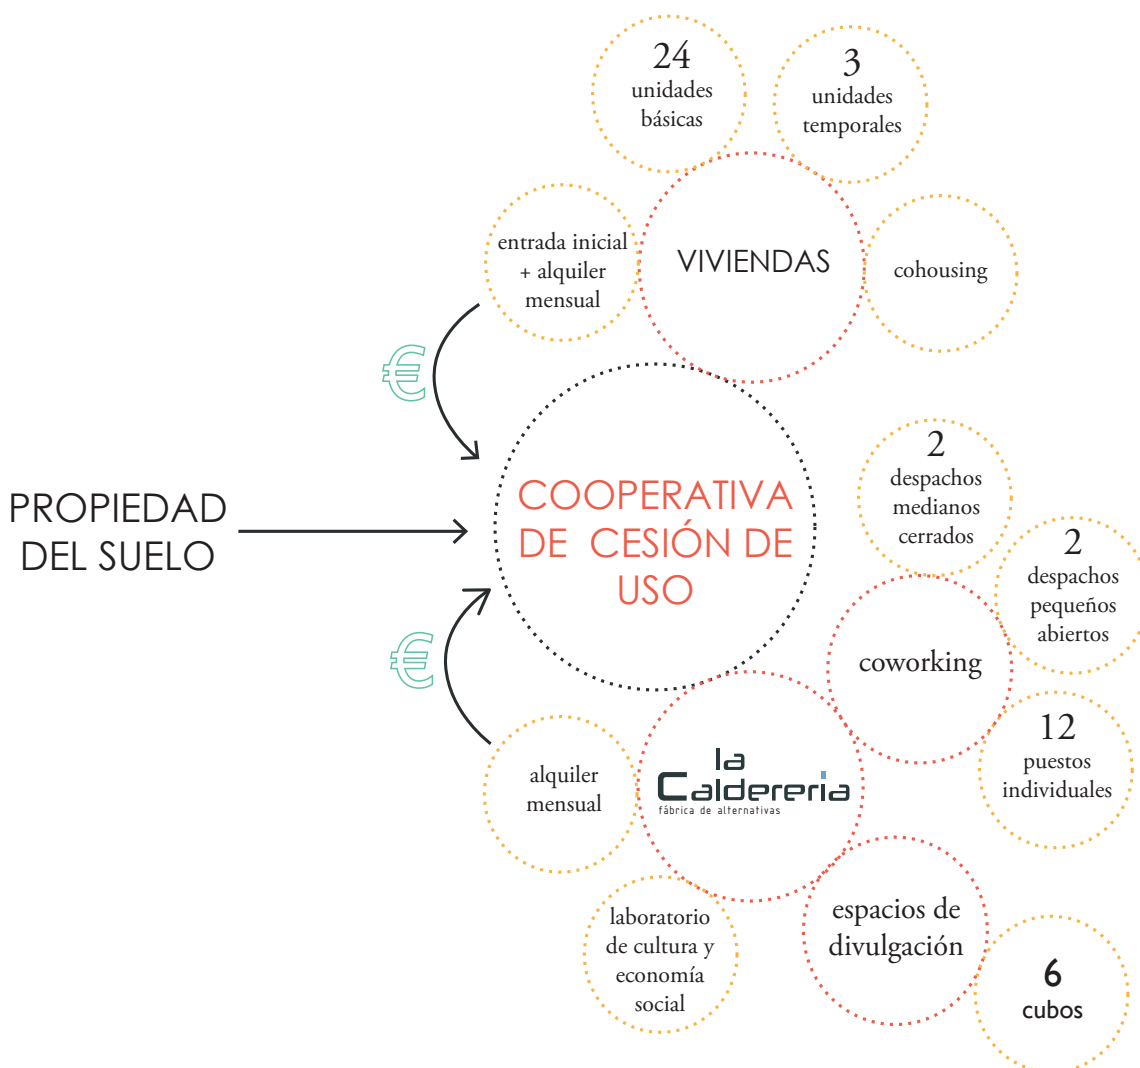 24
unidades
básicas
3
unidades
temporales
entrada inicial
+ alquiler
mensual
VIVIENDAS
cohousing
€
PROPIEDAD
DEL SUELO
COOPERATIVA
DE CESIÓN DE
USO
2
despachos
medianos
cerrados
2
despachos
pequeños
abiertos
coworking
12
puestos
individuales
€
alquiler
mensual
la
Caldereria
fábrica de alternativas
laboratorio
de cultura y
economía
social
espacios de
divulgación
6
cubos